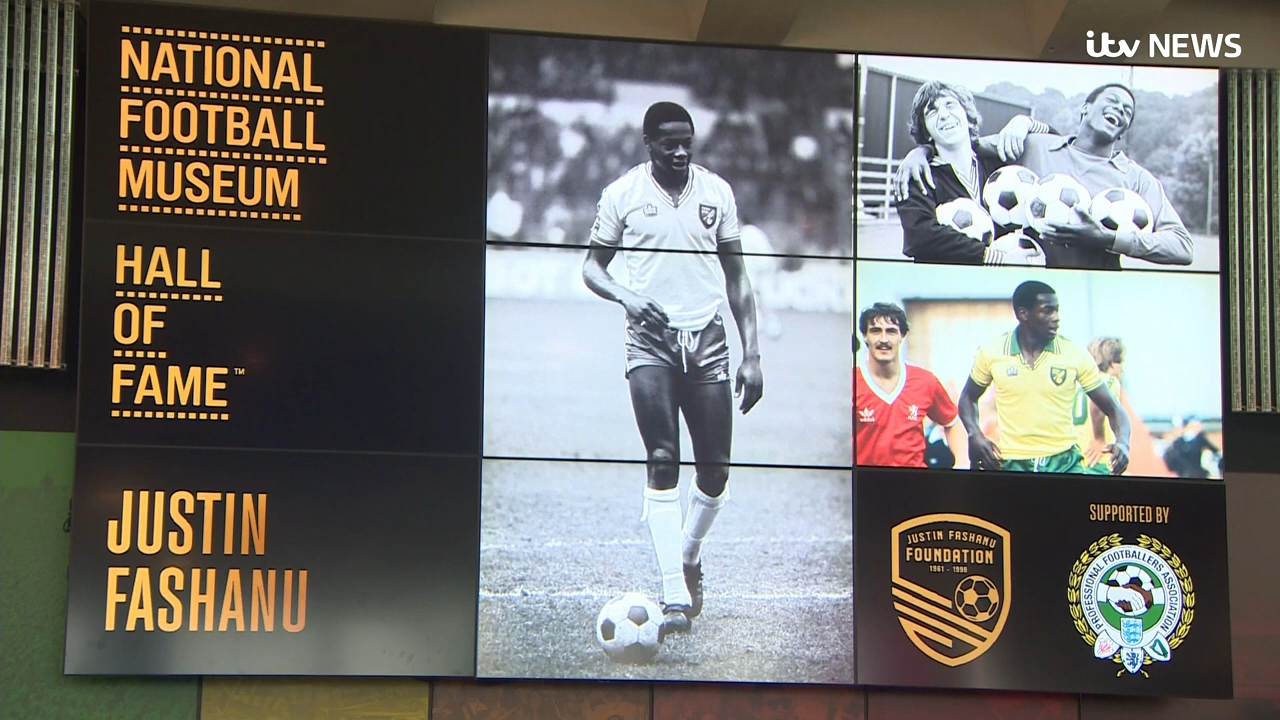 itv NEWS
NATIONAL
FOOTBALL
MUSEUM
HALL
OF
FAME™
JUSTIN
FASHANU
JUSTIN FASHANU
FOUNDATION
1961 - 1998
SUPPORTED BY
PROFESSIONAL FOOTBALLERS ASSOCIATION
adidas